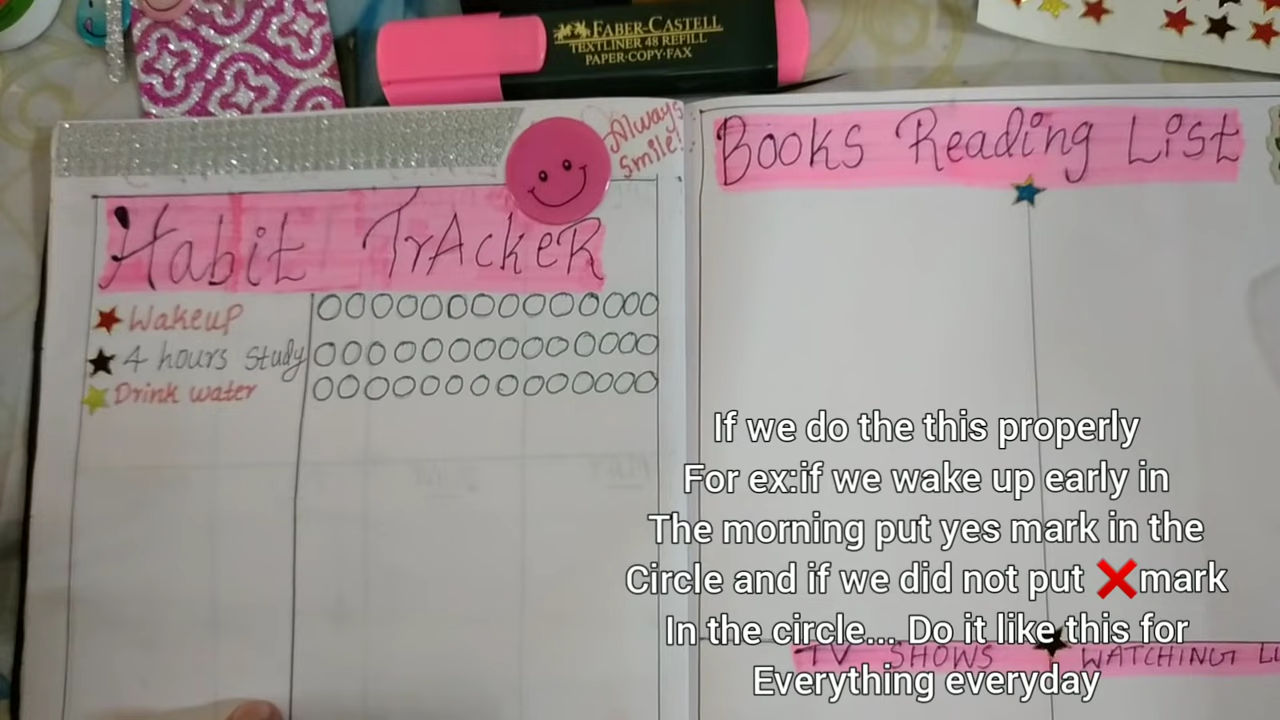 FABER-CASTELL
TEXTLINER 48 REFILL
PAPER·COPY·FAX
Always
Smile!
Habit TrAckeR
Wakeup
4 hours Study
Drink water
Books Reading List
If we do the this properly
For ex:if we wake up early in
The morning put yes mark in the
Circle and if we did not put ❌mark
In the circle... Do it like this for
TV SHOWS WATCHING
Everything everyday